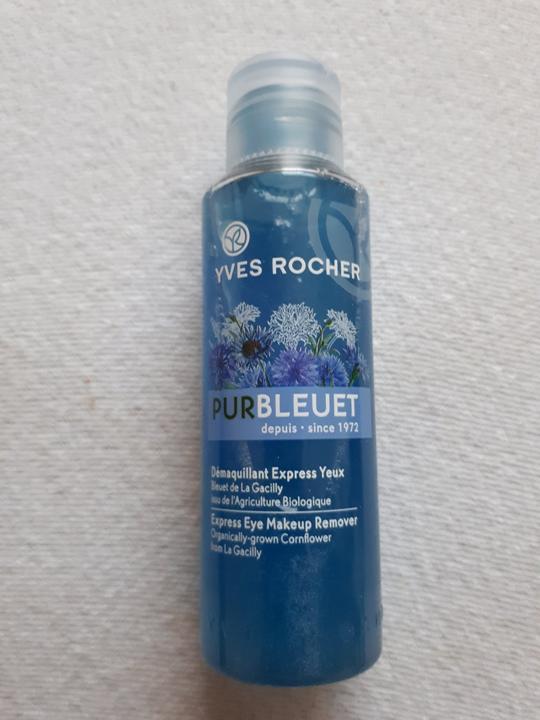 YVES ROCHER
PURBLEUET
depuis · since 1972
Démaquillant Express Yeux
Bleuet de La Gacilly
issu de l'Agriculture Biologique
Express Eye Makeup Remover
Organically-grown Cornflower
from La Gacilly